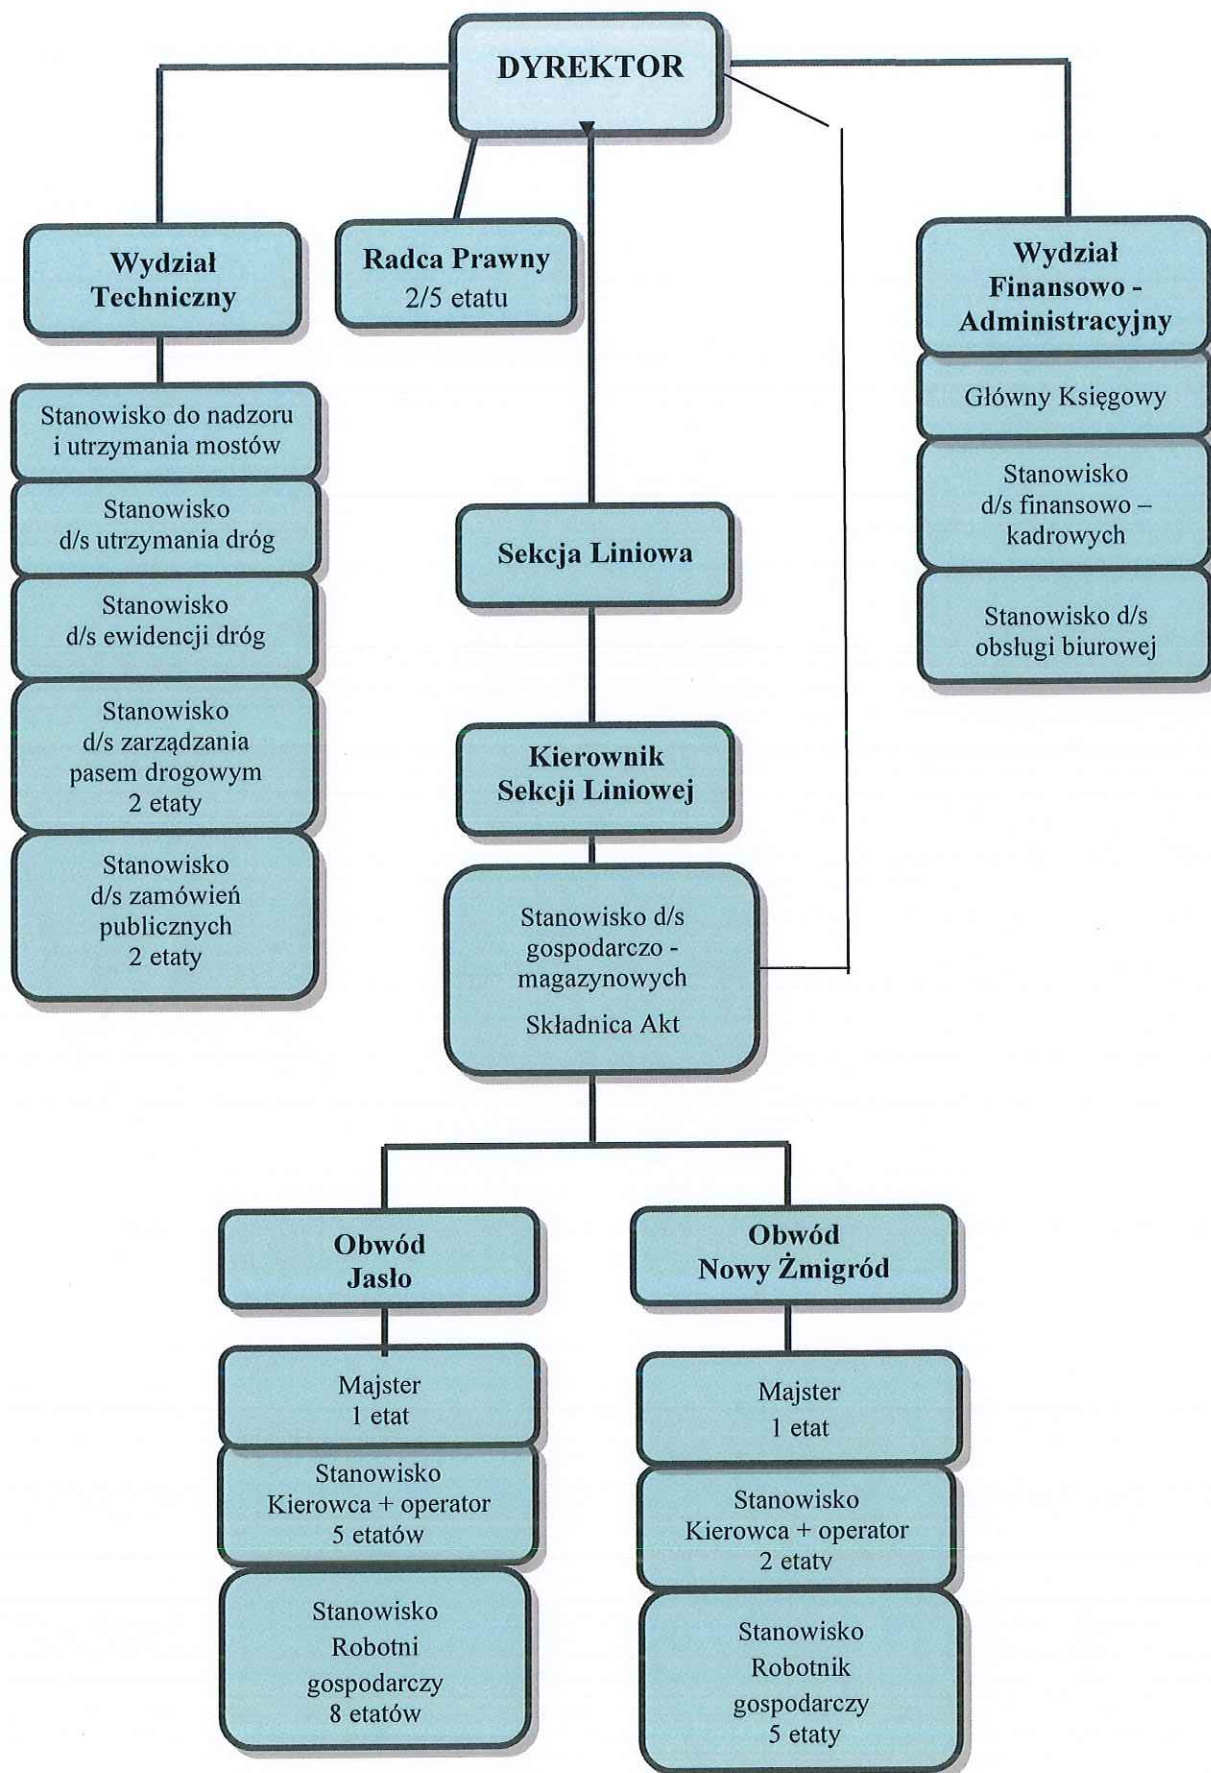 DYREKTOR
Wydział
Techniczny
Radca Prawny
2/5 etatu
Wydział
Finansowo -
Administracyjny
Stanowisko do nadzoru
i utrzymania mostów
Stanowisko
d/s utrzymania dróg
Stanowisko
d/s ewidencji dróg
Stanowisko
d/s zarządzania
pasem drogowym
2 etaty
Stanowisko
d/s zamówień
publicznych
2 etaty
Główny Księgowy
Stanowisko
d/s finansowo –
kadrowych
Stanowisko d/s
obsługi biurowej
Sekcja Liniowa
Kierownik
Sekcji Liniowej
Stanowisko d/s
gospodarczo -
magazynowych
Składnica Akt
Obwód
Jasło
Majster
1 etat
Stanowisko
Kierowca + operator
5 etatów
Stanowisko
Robotni
gospodarczy
8 etatów
Obwód
Nowy Żmigród
Majster
1 etat
Stanowisko
Kierowca + operator
2 etaty
Stanowisko
Robotnik
gospodarczy
5 etaty